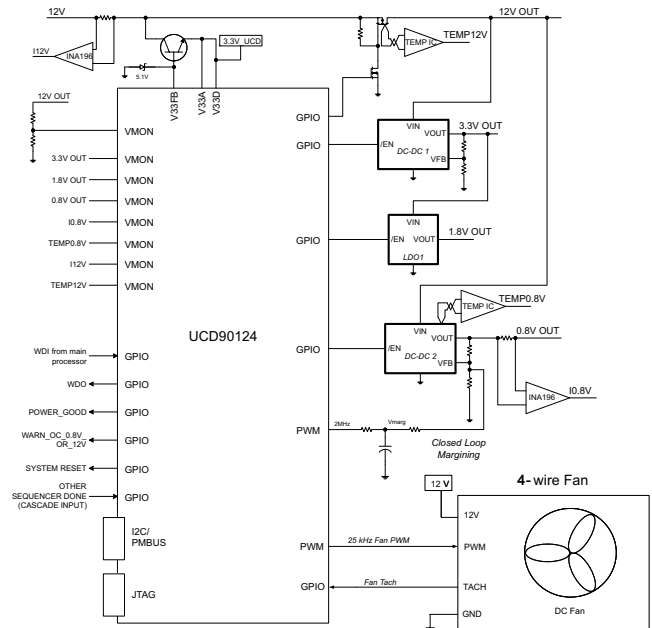 12V
12V OUT
I12V
INA196
5.1V
3.3V_UCD
TEMP IC
TEMP12V
V33FB
V33A
V33D
12V OUT
VMON
3.3V OUT
VMON
1.8V OUT
VMON
0.8V OUT
VMON
I0.8V
VMON
TEMP0.8V
VMON
I12V
VMON
TEMP12V
VMON
GPIO
GPIO
VIN
VOUT
3.3V OUT
/EN
DC-DC 1
VFB
GPIO
VIN
/EN
VOUT
1.8V OUT
LDO1
UCD90124
TEMP IC
TEMP0.8V
VIN
VOUT
0.8V OUT
GPIO
/EN
DC-DC 2
VFB
INA196
I0.8V
WDI from main
processor
GPIO
WDO
GPIO
POWER_GOOD
GPIO
WARN_OC_0.8V_
OR_12V
GPIO
SYSTEM RESET
GPIO
OTHER
SEQUENCER DONE
(CASCADE INPUT)
GPIO
PWM
2MHz
Vmarg
Closed Loop
Margining
I2C/
PMBUS
JTAG
4-wire Fan
12 V
12V
PWM
25 kHz Fan PWM
PWM
GPIO
Fan Tach
TACH
GND
DC Fan